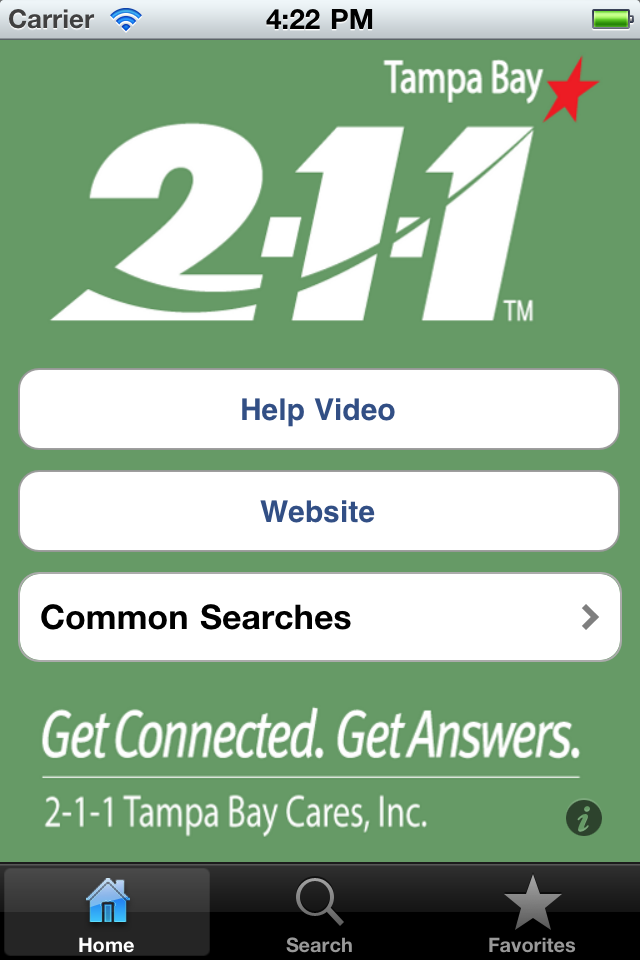 Carrier 4:22 PM
Tampa Bay
2-1-1 TM
Help Video
Website
Common Searches
Get Connected. Get Answers.
2-1-1 Tampa Bay Cares, Inc.
i
Home Search Favorites